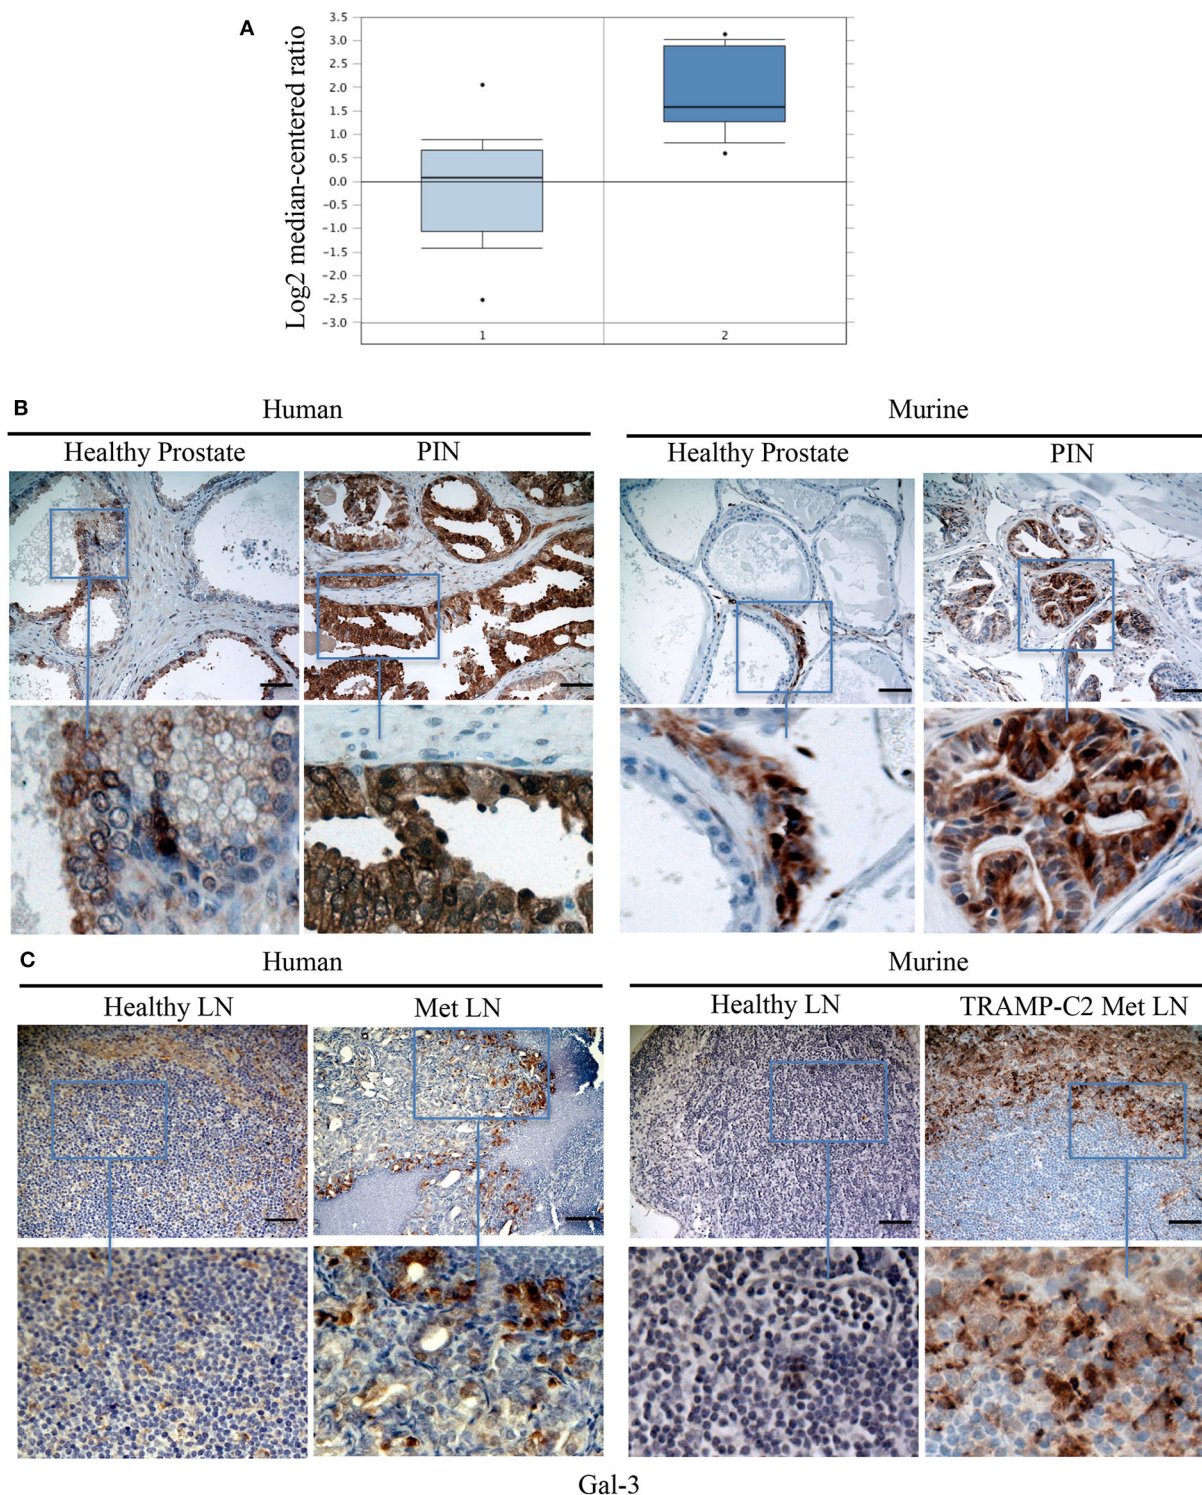 A
Log2 median-centered ratio
3.5
3.0
2.5
2.0
1.5
1.0
0.5
0.0
-0.5
-1.0
-1.5
-2.0
-2.5
-3.0
1 2
B
Human Murine
Healthy Prostate PIN Healthy Prostate PIN
C
Human Murine
Healthy LN Met LN Healthy LN TRAMP-C2 Met LN
Gal-3